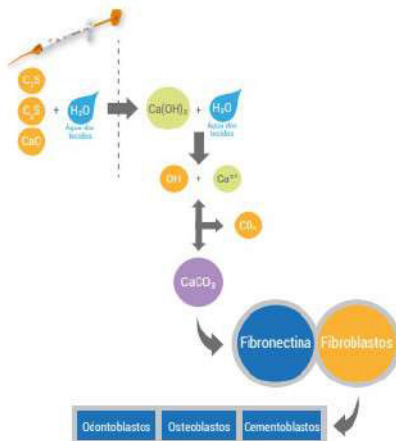 C₃S
C₂S
+
H₂O
Água dos
tecidos
CaO
Ca(OH)₂
+
H₂O
Água dos
tecidos
OH
+
Ca⁺⁺
CO₂
CaCO₃
Fibronectina
Fibroblastos
Odontoblastos
Osteoblastos
Cementoblastos